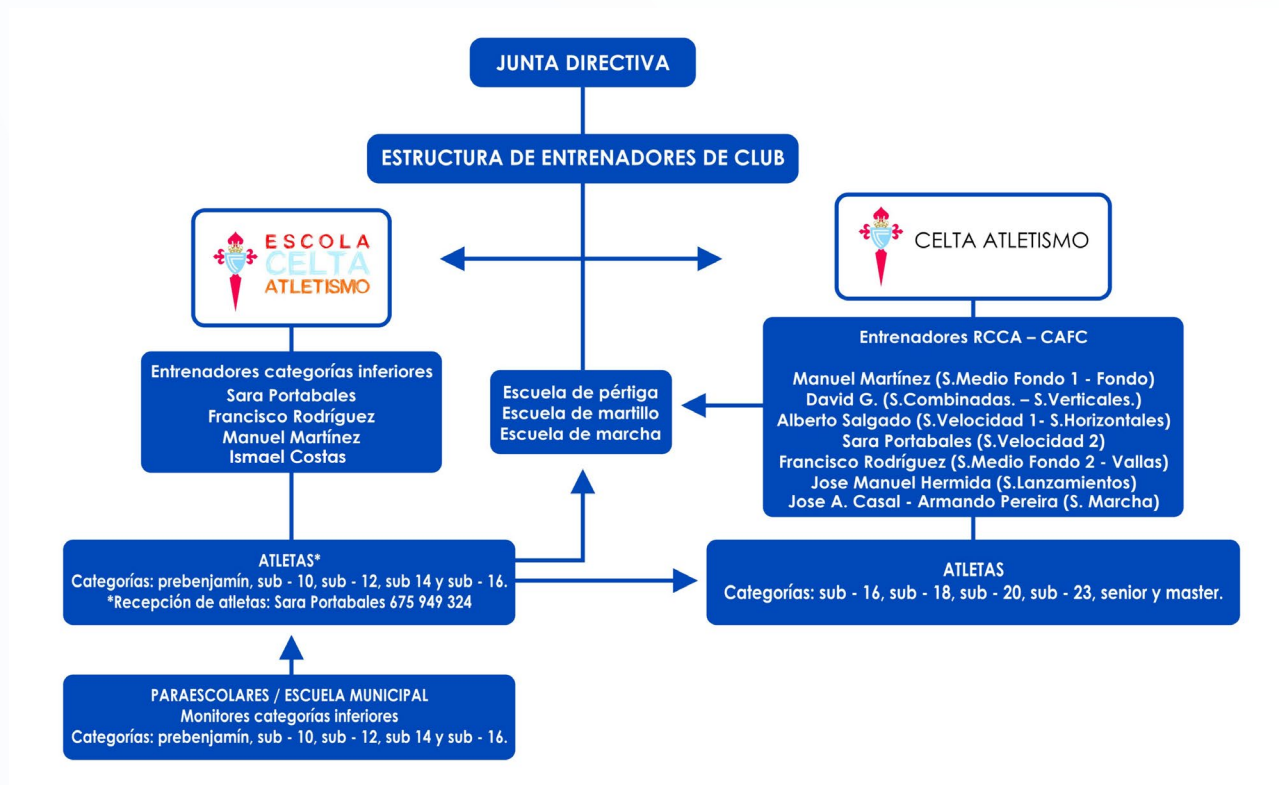 JUNTA DIRECTIVA
ESTRUCTURA DE ENTRENADORES DE CLUB
ESCOLA
CELTA
ATLETISMO
CELTA ATLETISMO
Entrenadores categorías inferiores
Sara Portabales
Francisco Rodríguez
Manuel Martínez
Ismael Costas
Escuela de pértiga
Escuela de martillo
Escuela de marcha
Entrenadores RCCA – CAFC
Manuel Martínez (S.Medio Fondo 1 - Fondo)
David G. (S.Combinadas. – S.Verticales.)
Alberto Salgado (S.Velocidad 1- S.Horizontales)
Sara Portabales (S.Velocidad 2)
Francisco Rodríguez (S.Medio Fondo 2 - Vallas)
Jose Manuel Hermida (S.Lanzamientos)
Jose A. Casal - Armando Pereira (S. Marcha)
ATLETAS*
Categorías: prebenjamín, sub - 10, sub - 12, sub 14 y sub - 16.
*Recepción de atletas: Sara Portabales 675 949 324
ATLETAS
Categorías: sub - 16, sub - 18, sub - 20, sub - 23, senior y master.
PARAESCOLARES / ESCUELA MUNICIPAL
Monitores categorías inferiores
Categorías: prebenjamín, sub - 10, sub - 12, sub 14 y sub - 16.